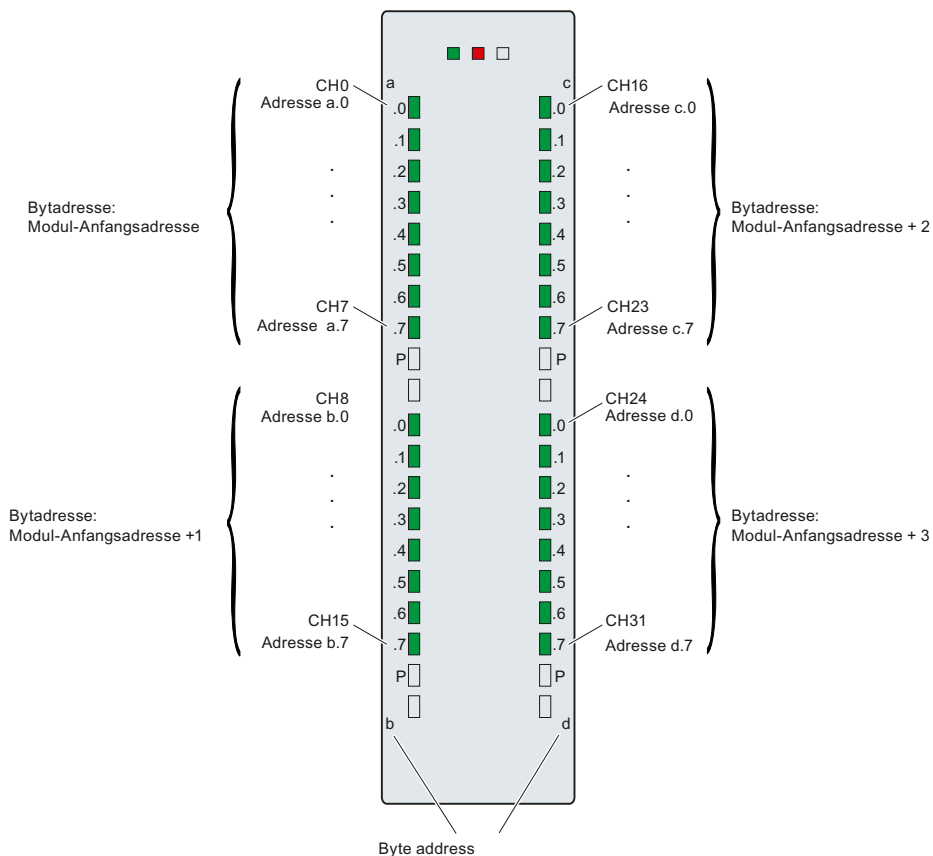 a
c
CH0
Adresse a.0
CH16
Adresse c.0
.0
.1
.2
.3
.4
.5
.6
.7
P
.0
.1
.2
.3
.4
.5
.6
.7
P
Bytadresse:
Modul-Anfangsadresse
Bytadresse:
Modul-Anfangsadresse + 2
CH7
Adresse a.7
CH23
Adresse c.7
CH8
Adresse b.0
CH24
Adresse d.0
.0
.1
.2
.3
.4
.5
.6
.7
P
.0
.1
.2
.3
.4
.5
.6
.7
P
Bytadresse:
Modul-Anfangsadresse +1
Bytadresse:
Modul-Anfangsadresse + 3
CH15
Adresse b.7
CH31
Adresse d.7
b
d
Byte address